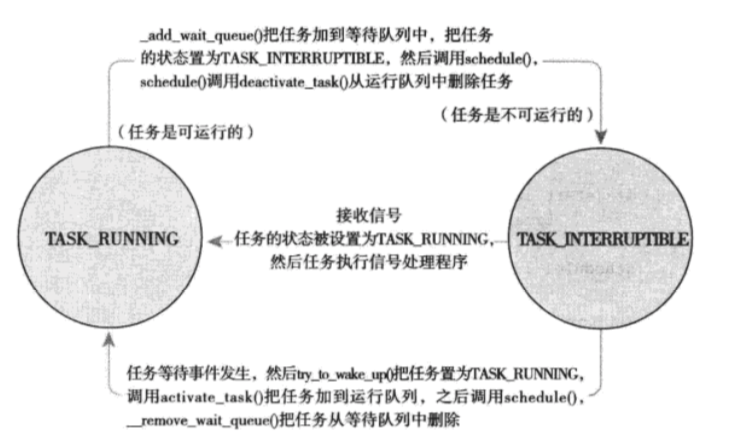 _add_wait_queue()把任务加到等待队列中，把任务
的状态置为TASK_INTERRUPTIBLE，然后调用schedule()，
schedule()调用deactivate_task()从运行队列中删除任务
（任务是可运行的）
（任务是不可运行的）
TASK_RUNNING
接收信号
任务的状态被设置为TASK_RUNNING，
然后任务执行信号处理程序
TASK_INTERRUPTIBLE
任务等待事件发生，然后try_to_wake_up()把任务置为TASK_RUNNING，
调用activate_task()把任务加到运行队列，之后调用schedule()，
__remove_wait_queue()把任务从等待队列中删除